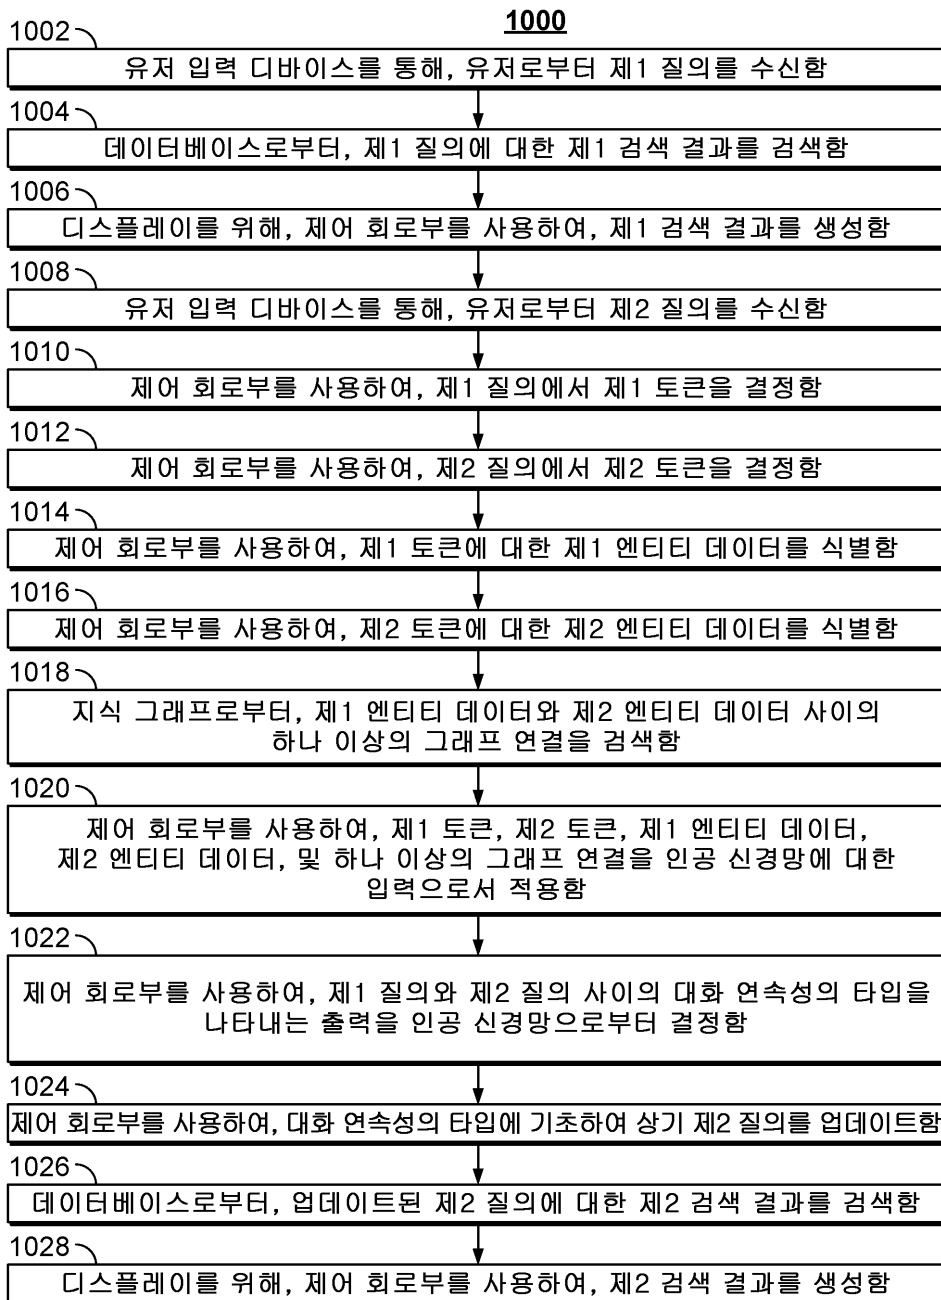 1000
1002
유저 입력 디바이스를 통해, 유저로부터 제1 질의를 수신함
1004
데이터베이스로부터, 제1 질의에 대한 제1 검색 결과를 검색함
1006
디스플레이를 위해, 제어 회로부를 사용하여, 제1 검색 결과를 생성함
1008
유저 입력 디바이스를 통해, 유저로부터 제2 질의를 수신함
1010
제어 회로부를 사용하여, 제1 질의에서 제1 토큰을 결정함
1012
제어 회로부를 사용하여, 제2 질의에서 제2 토큰을 결정함
1014
제어 회로부를 사용하여, 제1 토큰에 대한 제1 엔티티 데이터를 식별함
1016
제어 회로부를 사용하여, 제2 토큰에 대한 제2 엔티티 데이터를 식별함
1018
지식 그래프로부터, 제1 엔티티 데이터와 제2 엔티티 데이터 사이의
하나 이상의 그래프 연결을 검색함
1020
제어 회로부를 사용하여, 제1 토큰, 제2 토큰, 제1 엔티티 데이터,
제2 엔티티 데이터, 및 하나 이상의 그래프 연결을 인공 신경망에 대한
입력으로서 적용함
1022
제어 회로부를 사용하여, 제1 질의와 제2 질의 사이의 대화 연속성의 타입을
나타내는 출력을 인공 신경망으로부터 결정함
1024
제어 회로부를 사용하여, 대화 연속성의 타입에 기초하여 상기 제2 질의를 업데이트함
1026
데이터베이스로부터, 업데이트된 제2 질의에 대한 제2 검색 결과를 검색함
1028
디스플레이를 위해, 제어 회로부를 사용하여, 제2 검색 결과를 생성함